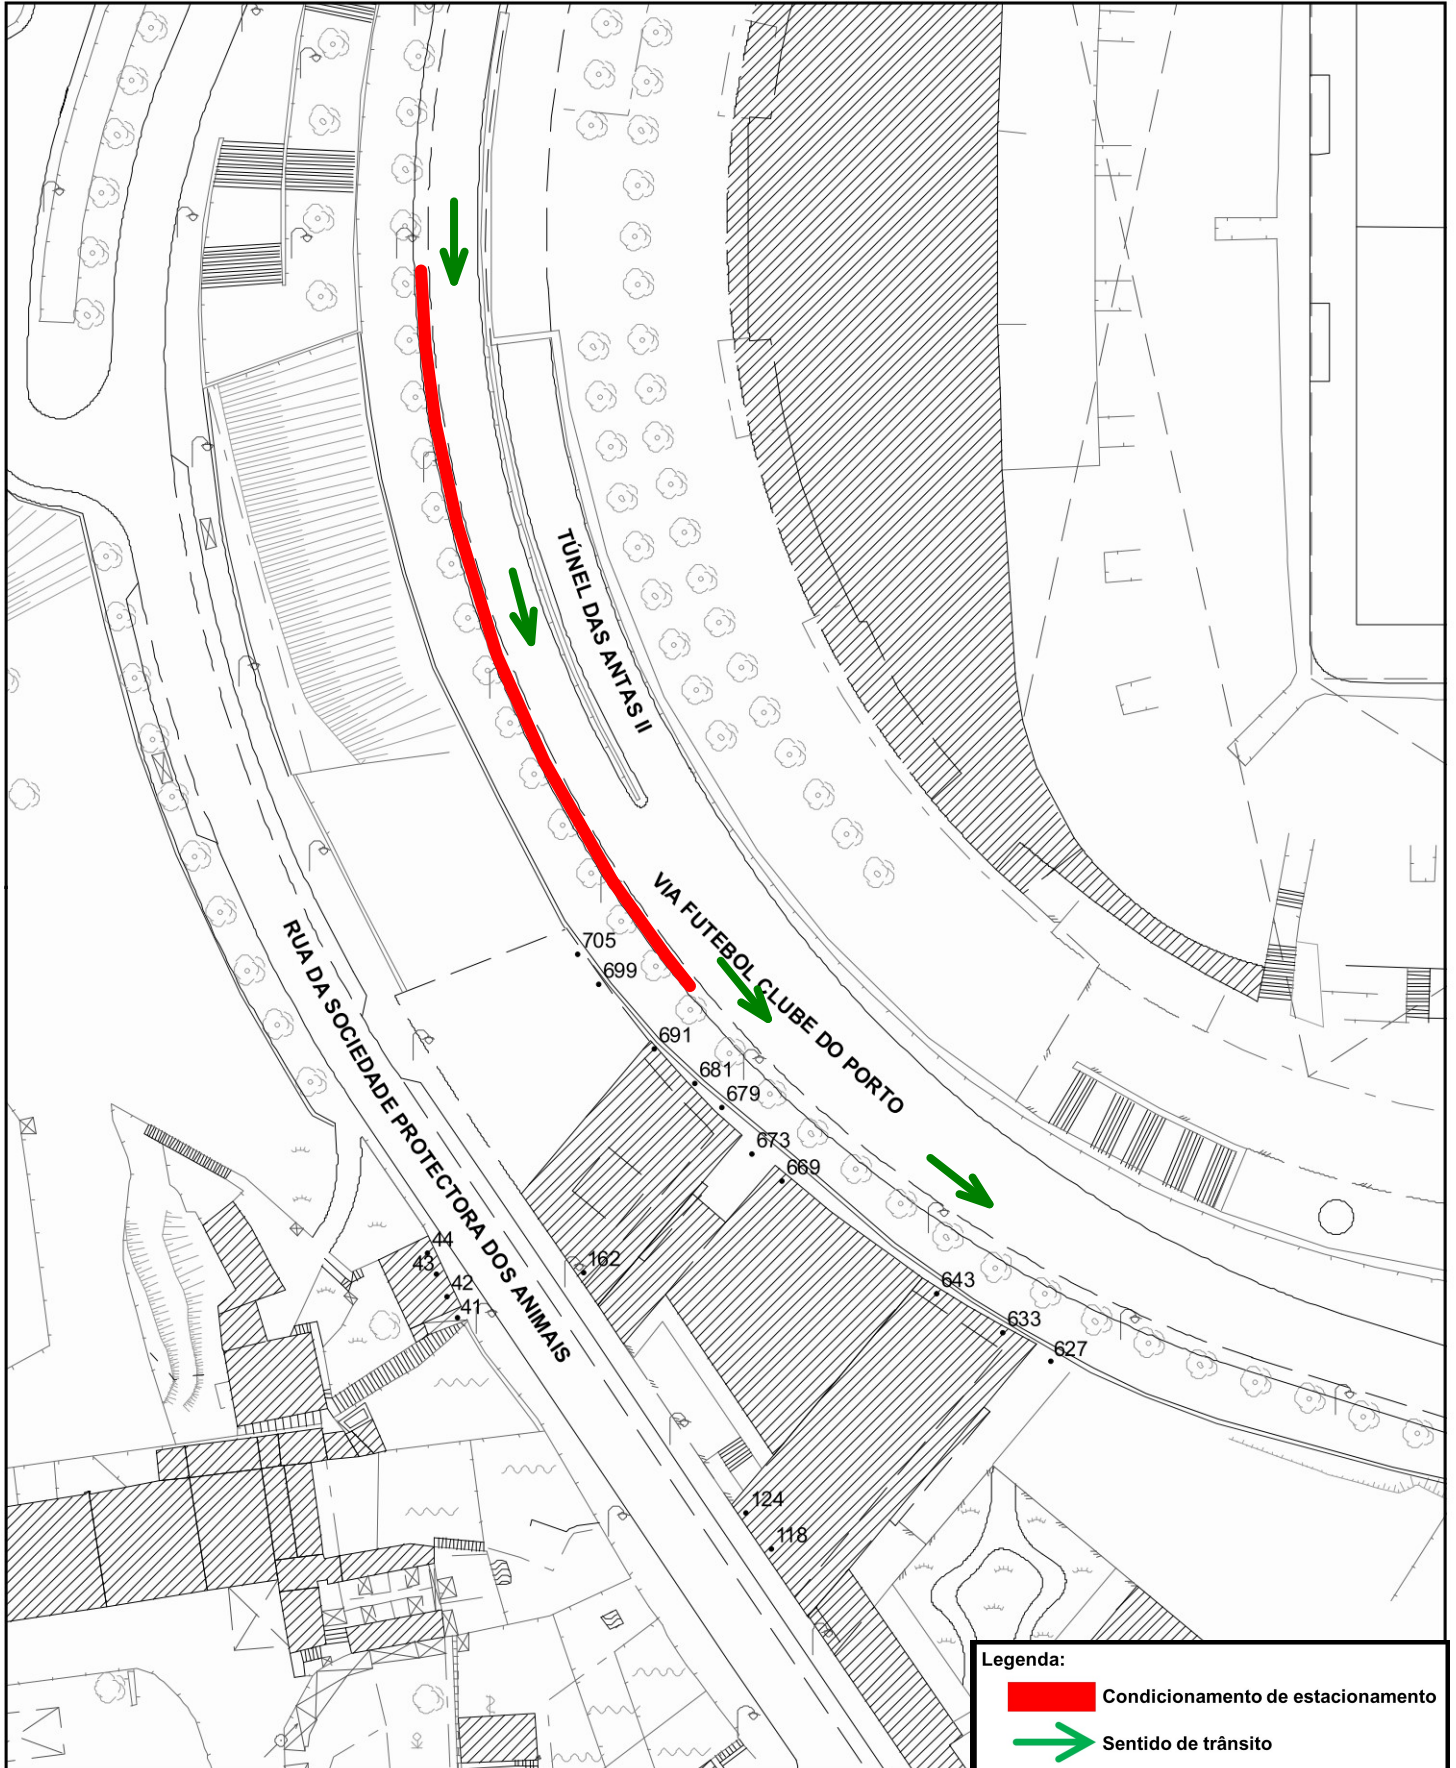 TÚNEL DAS ANTAS II
VIA FUTEBOL CLUBE DO PORTO
RUA DA SOCIEDADE PROTECTORA DOS ANIMAIS
705
699
691
681
679
673
669
44
43
42
41
162
643
633
627
124
118
Legenda:
Condicionamento de estacionamento
Sentido de trânsito